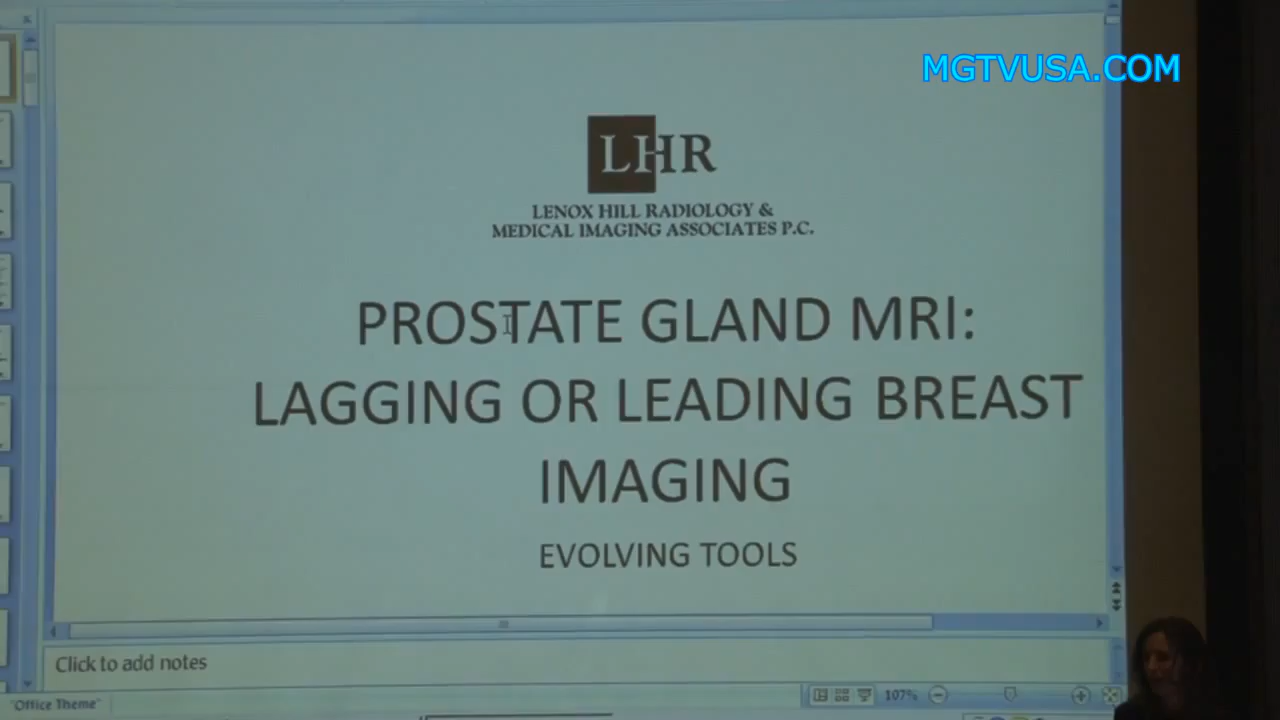 MGTVUSA.COM
LHR
LENOX HILL RADIOLOGY &
MEDICAL IMAGING ASSOCIATES P.C.
PROSTATE GLAND MRI:
LAGGING OR LEADING BREAST
IMAGING
EVOLVING TOOLS
Click to add notes
"Office Theme"
107%